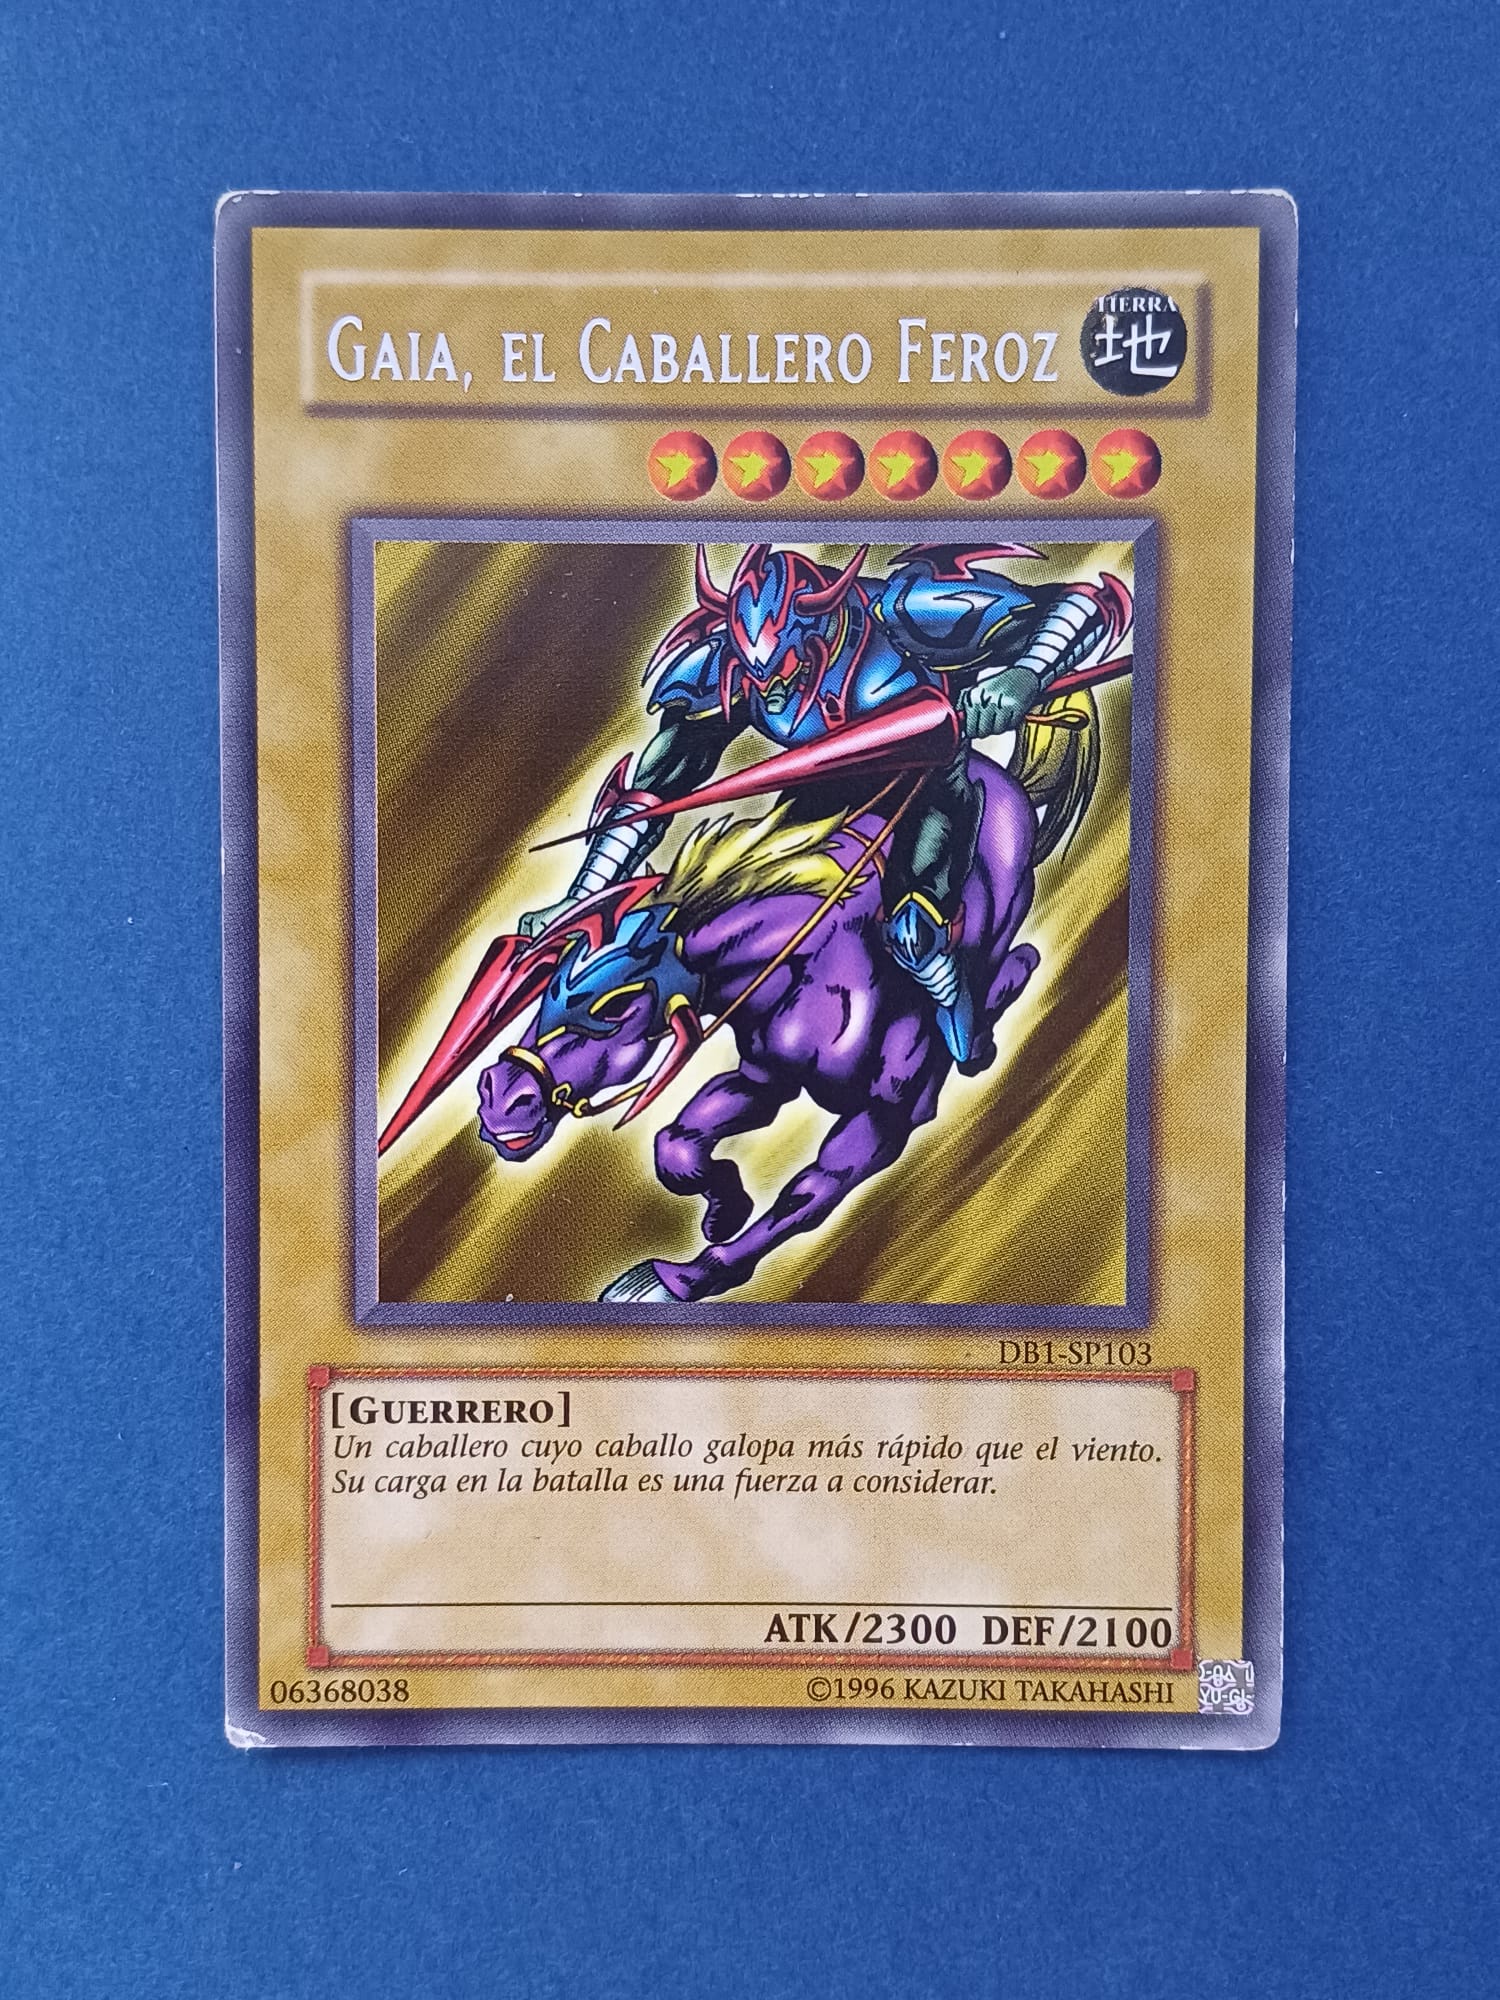 GAIA, EL CABALLERO FEROZ
TIERRA
地
DB1-SP103
[GUERRERO]
Un caballero cuyo caballo galopa más rápido que el viento.
Su carga en la batalla es una fuerza a considerar.
ATK/2300 DEF/2100
06368038
©1996 KAZUKI TAKAHASHI